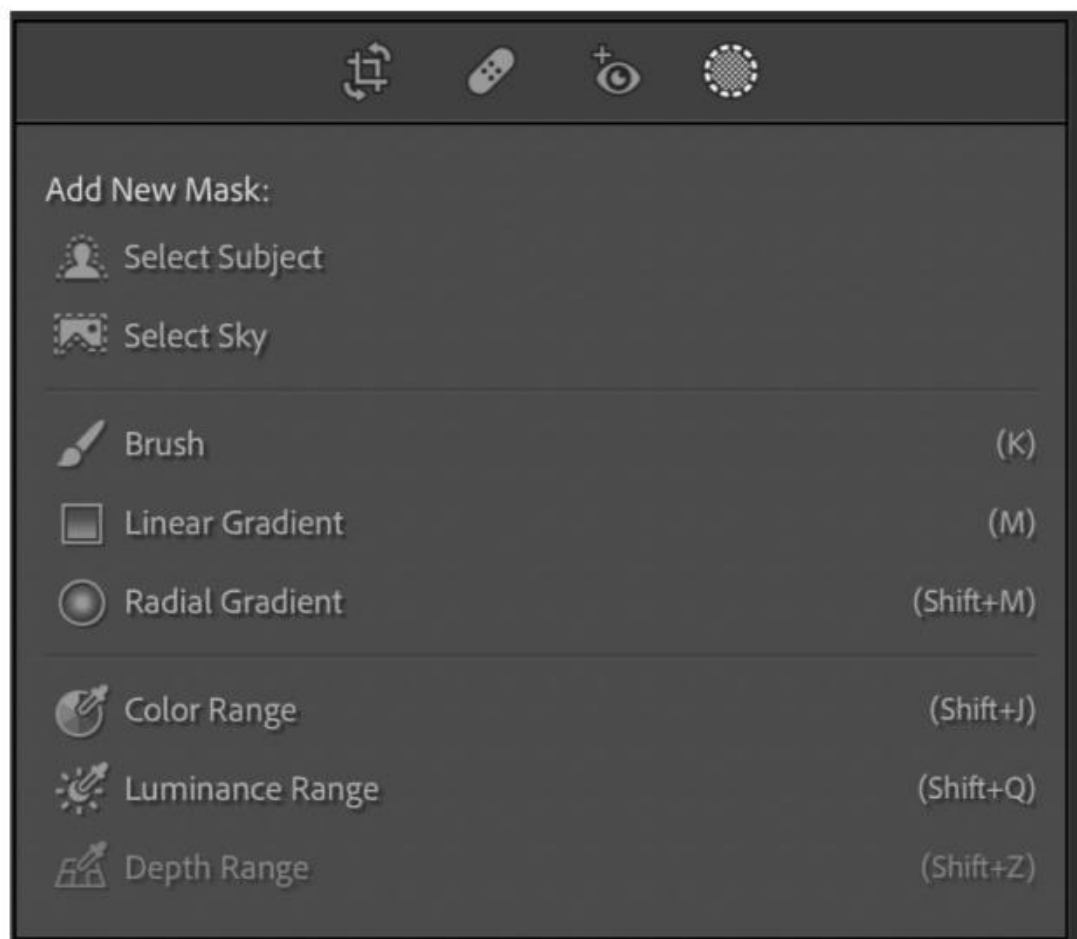 Add New Mask:
Select Subject
Select Sky
Brush (K)
Linear Gradient (M)
Radial Gradient (Shift+M)
Color Range (Shift+J)
Luminance Range (Shift+Q)
Depth Range (Shift+Z)